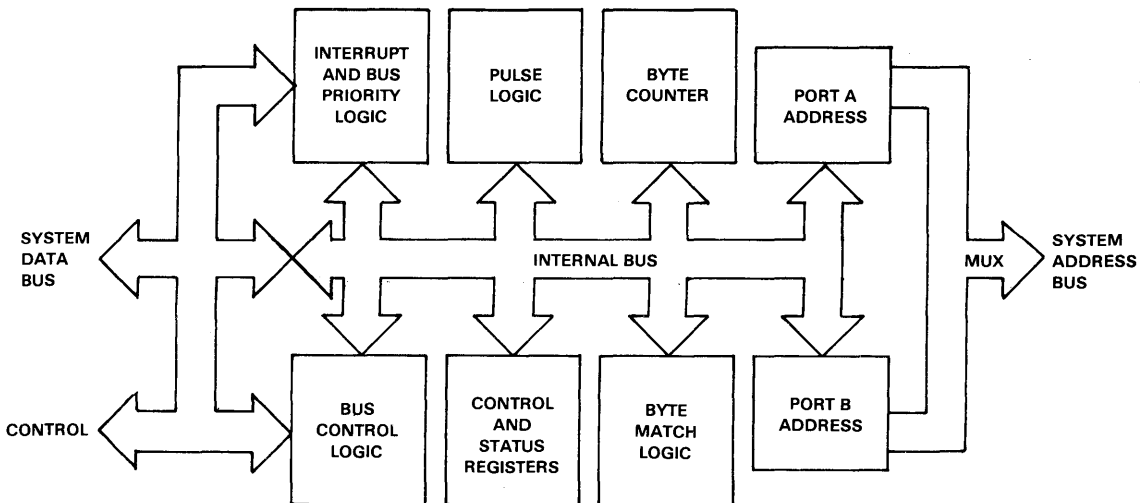 INTERRUPT
AND BUS
PRIORITY
LOGIC
PULSE
LOGIC
BYTE
COUNTER
PORT A
ADDRESS
SYSTEM
DATA
BUS
INTERNAL BUS
MUX
SYSTEM
ADDRESS
BUS
CONTROL
BUS
CONTROL
LOGIC
CONTROL
AND
STATUS
REGISTERS
BYTE
MATCH
LOGIC
PORT B
ADDRESS